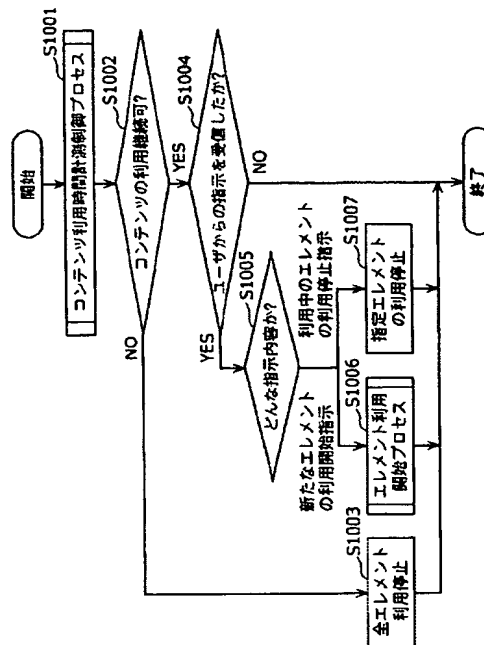 開始
S1001
コンテンツ利用時間計測制御プロセス
S1002
コンテンツの利用継続可?
NO
YES
S1004
ユーザからの指示を受信したか?
YES
NO
S1005
どんな指示内容か?
新たなエレメント
の利用開始指示
利用中のエレメント
の利用停止指示
S1003
全エレメント
利用停止
S1006
エレメント利用
開始プロセス
S1007
指定エレメント
の利用停止
終了